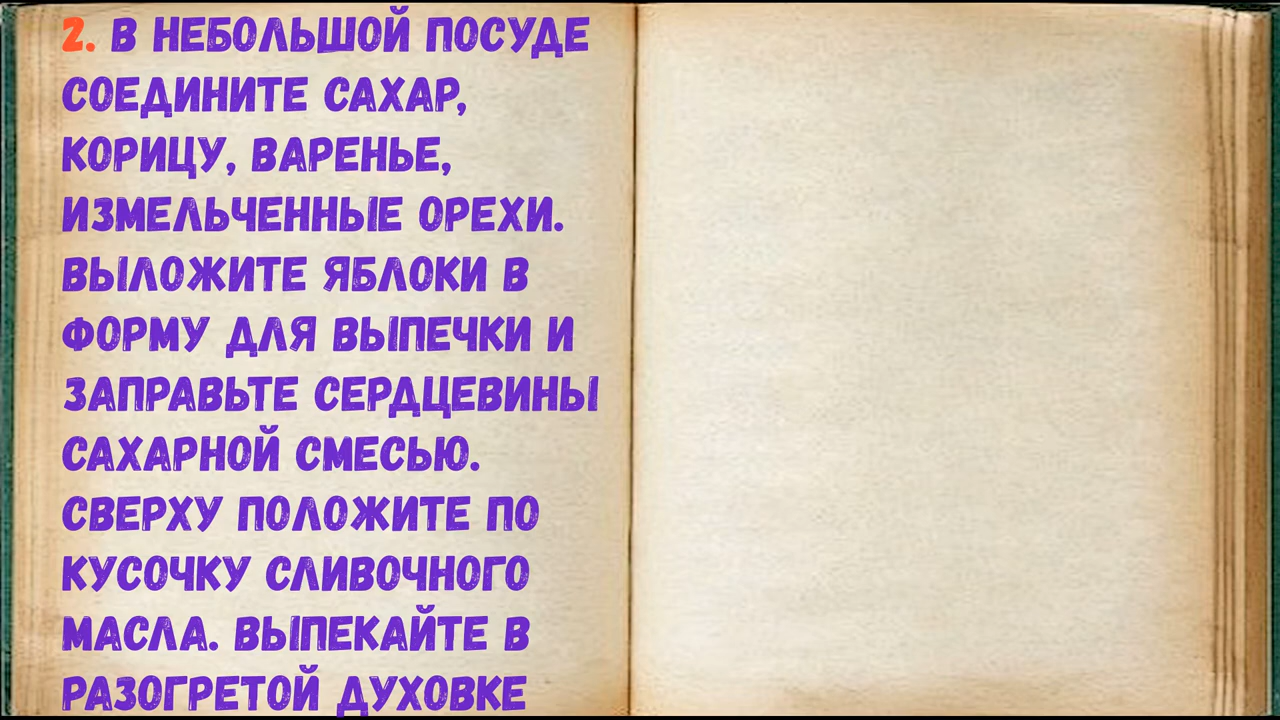 2. В НЕБОЛЬШОЙ ПОСУДЕ
СОЕДИНИТЕ САХАР,
КОРИЦУ, ВАРЕНЬЕ,
ИЗМЕЛЬЧЕННЫЕ ОРЕХИ.
ВЫЛОЖИТЕ ЯБЛОКИ В
ФОРМУ ДЛЯ ВЫПЕЧКИ И
ЗАПРАВЬТЕ СЕРДЦЕВИНЫ
САХАРНОЙ СМЕСЬЮ.
СВЕРХУ ПОЛОЖИТЕ ПО
КУСОЧКУ СЛИВОЧНОГО
МАСЛА. ВЫПЕКАЙТЕ В
РАЗОГРЕТОЙ ДУХОВКЕ